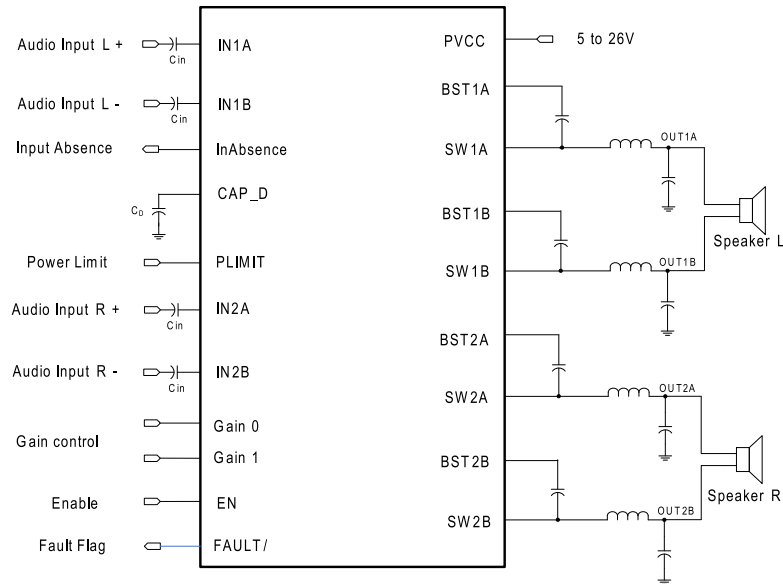 Audio Input L +
Cin
IN1A
PVCC
5 to 26V
BST1A
Audio Input L -
Cin
IN1B
Input Absence
InAbsence
SW1A
OUT1A
CAP_D
CD
BST1B
Speaker L
Power Limit
PLIMIT
SW1B
OUT1B
Audio Input R +
Cin
IN2A
BST2A
Audio Input R -
Cin
IN2B
SW2A
OUT2A
Gain control
Gain 0
Gain 1
BST2B
Speaker R
Enable
EN
SW2B
OUT2B
Fault Flag
FAULT/